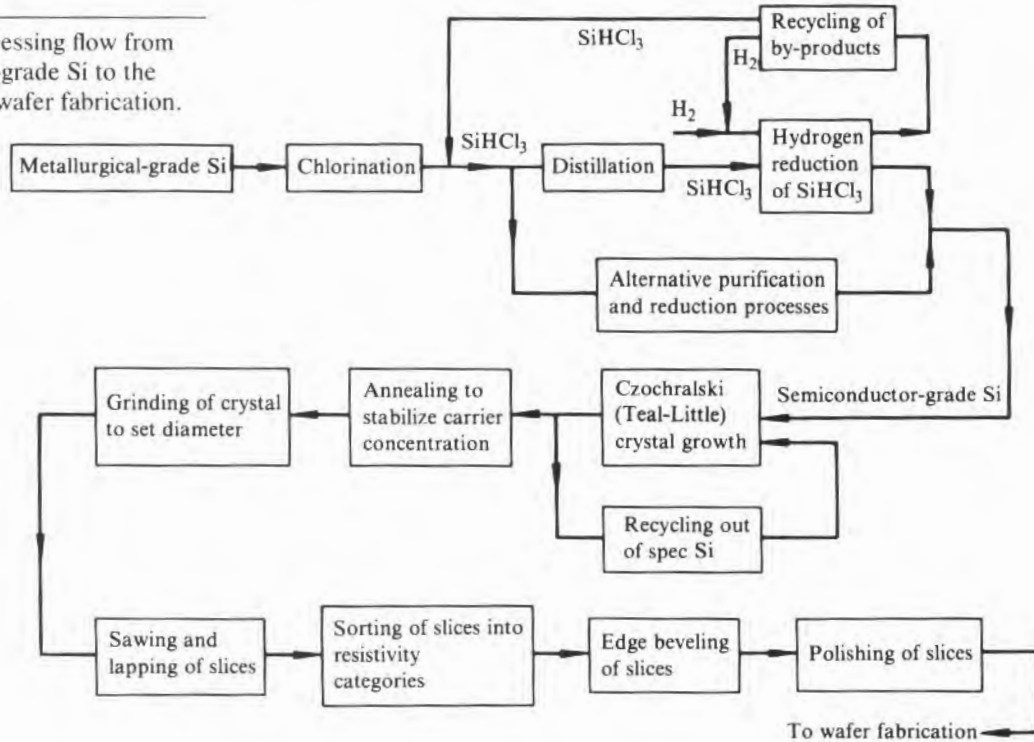 essing flow from
grade Si to the
wafer fabrication.
SiHCl3
Recycling of
by-products
H2
H2
SiHCl3
Metallurgical-grade Si
Chlorination
Distillation
SiHCl3
Hydrogen
reduction
of SiHCl3
Alternative purification
and reduction processes
Semiconductor-grade Si
Grinding of crystal
to set diameter
Annealing to
stabilize carrier
concentration
Czochralski
(Teal-Little)
crystal growth
Recycling out
of spec Si
Sawing and
lapping of slices
Sorting of slices into
resistivity
categories
Edge beveling
of slices
Polishing of slices
To wafer fabrication